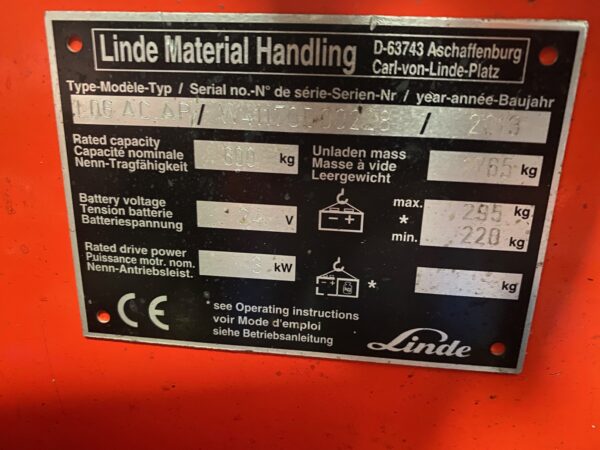 Linde Material Handling
D-63743 Aschaffenburg
Carl-von-Linde-Platz
Type-Modèle-Typ / Serial no.-N° de série-Serien-Nr / year-année-Baujahr
/ / 2013
Rated capacity
Capacité nominale
Nenn-Tragfähigkeit
600 kg
Unladen mass
Masse à vide
Leergewicht
kg
Battery voltage
Tension batterie
Batteriespannung
24 V
- +
max. 295 kg
*
min. 220 kg
Rated drive power
Puissance motr. nom.
Nenn-Antriebsleist.
kW
*
kg
CE
see Operating instructions
voir Mode d'emploi
siehe Betriebsanleitung
Linde